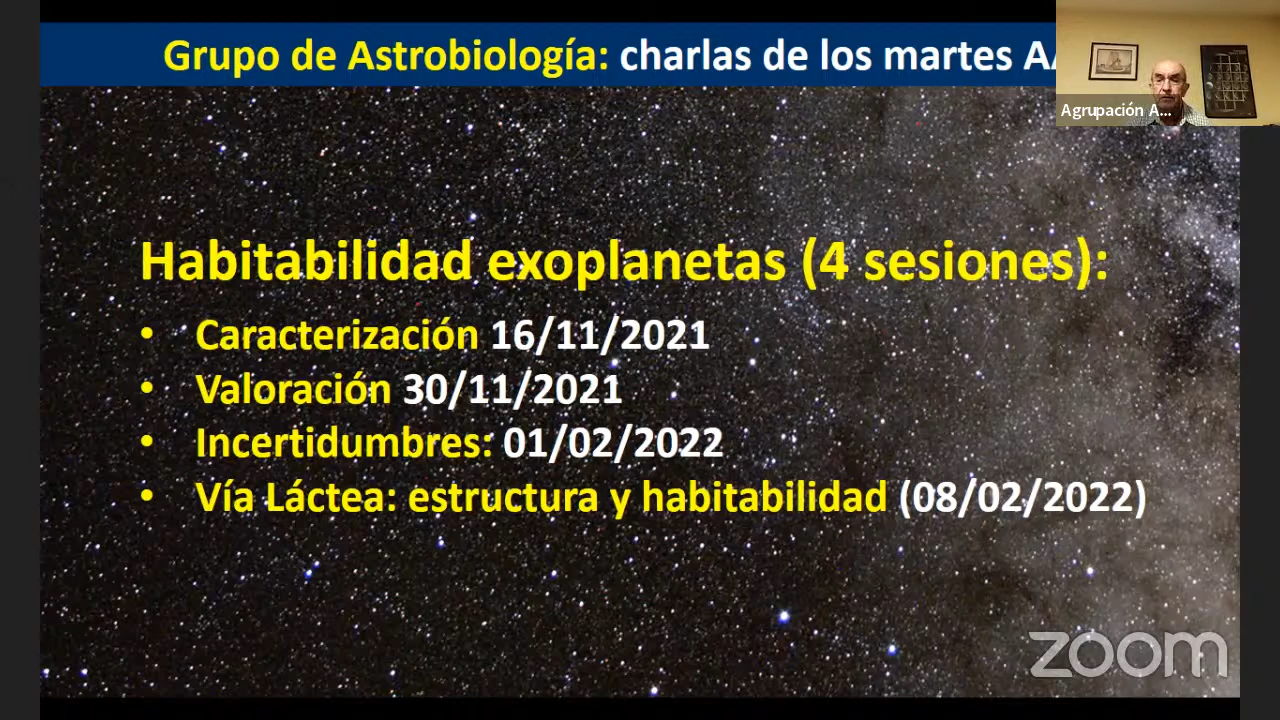 Grupo de Astrobiología: charlas de los martes
Agrupación A...
Habitabilidad exoplanetas (4 sesiones):
• Caracterización 16/11/2021
• Valoración 30/11/2021
• Incertidumbres: 01/02/2022
• Vía Láctea: estructura y habitabilidad (08/02/2022)
zoom